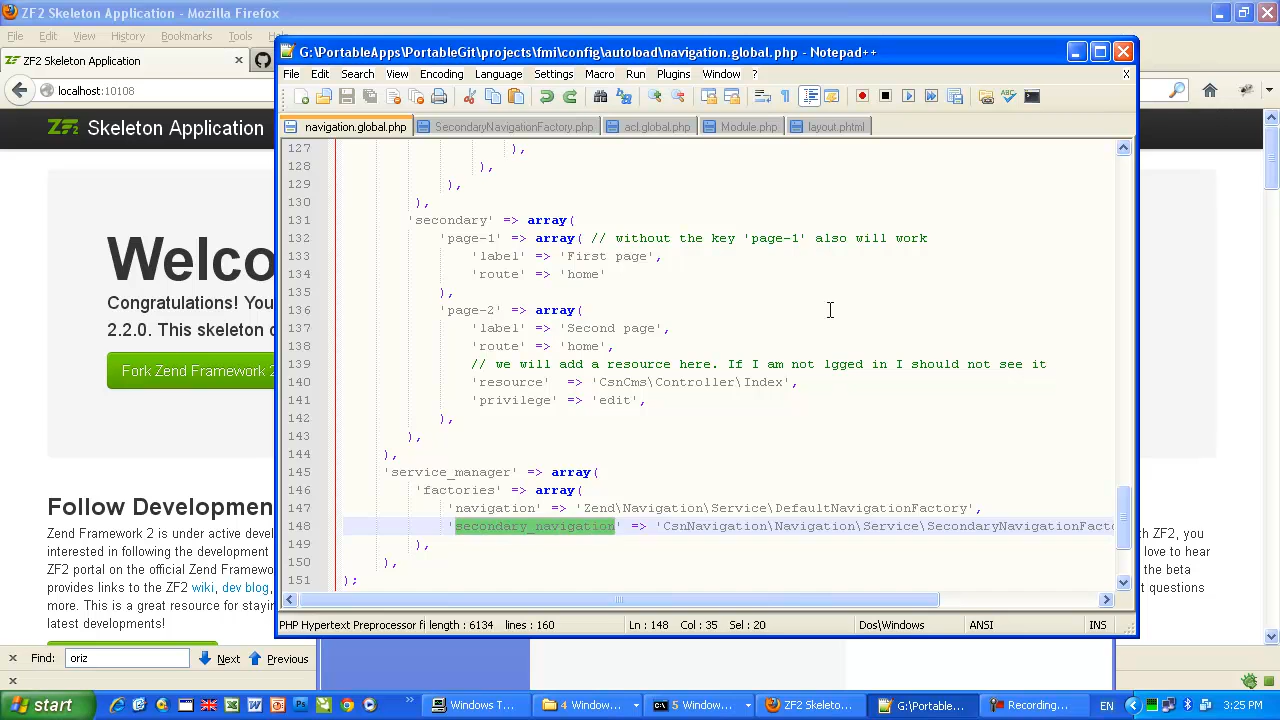 ZF2 Skeleton Application - Mozilla Firefox
File Edit View History Bookmarks Tools
ZF2 Skeleton Application
localhost:10108
ZF2 Skeleton Application
Welco
Congratulations! You
2.2.0. This skeleton
Fork Zend Framework 2
Follow Development
Zend Framework 2 is under active
interested in following the development
ZF2, you
ZF2 portal on the official Zend
love to hear
provides links to the ZF2 wiki, dev blog,
the beta
more. This is a great resource for
t questions
latest developments!
G:\PortableApps\PortableGit\projects\fmi\config\autoload\navigation.global.php - Notepad++
File Edit Search View Encoding Language Settings Macro Run Plugins Window ? X
navigation.global.php SecondaryNavigationFactory.php acl.global.php Module.php layout.phtml
127 ),
128 ),
129 ),
130 ),
131 'secondary' => array(
132 'page-1' => array( // without the key 'page-1' also will work
133 'label' => 'First page',
134 'route' => 'home'
135 ),
136 'page-2' => array(
137 'label' => 'Second page',
138 'route' => 'home',
139 // we will add a resource here. If I am not lgged in I should not see it
140 'resource' => 'CsnCms\Controller\Index',
141 'privilege' => 'edit',
142 ),
143 ),
144 ),
145 'service_manager' => array(
146 'factories' => array(
147 'navigation' => 'Zend\Navigation\Service\DefaultNavigationFactory',
148 'secondary_navigation' => 'CsnNavigation\Navigation\Service\SecondaryNavigationFacto
149 ),
150 ),
151 );
PHP Hypertext Preprocessor fi length : 6134 lines : 160 Ln : 148 Col : 35 Sel : 20 Dos\Windows ANSI INS
Find: oriz Next Previous
start Windows T... 4 Window... 5 Window... ZF2 Skeleto... G:\Portable... Recording... EN 3:25 PM